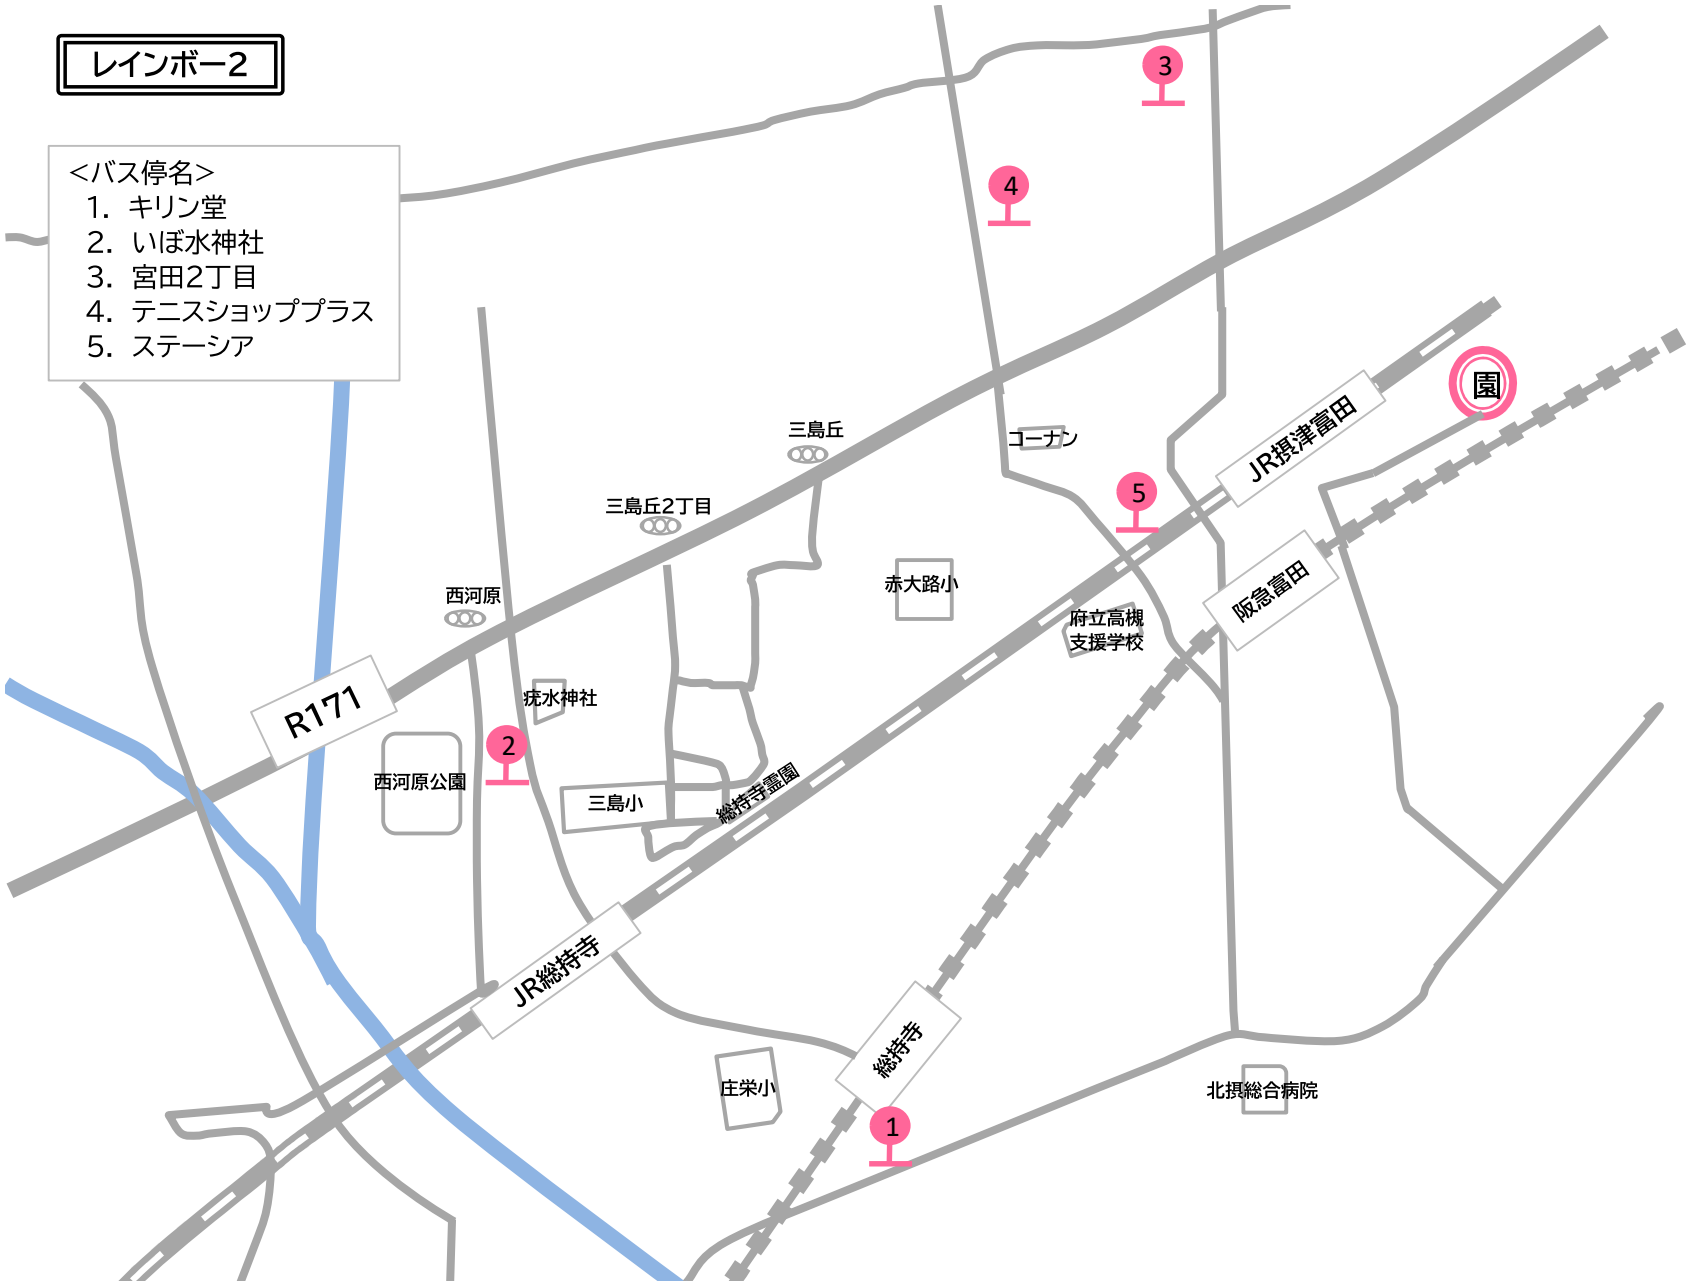 レインボー2
<バス停名>
1. キリン堂
2. いぼ水神社
3. 宮田2丁目
4. テニスショッププラス
5. ステーシア
3
4
園
三島丘
コーナン
JR摂津富田
三島丘2丁目
5
阪急富田
赤大路小
西河原
府立高槻
支援学校
R171
疣水神社
2
西河原公園
三島小
総持寺霊園
JR総持寺
総持寺
庄栄小
北摂総合病院
1